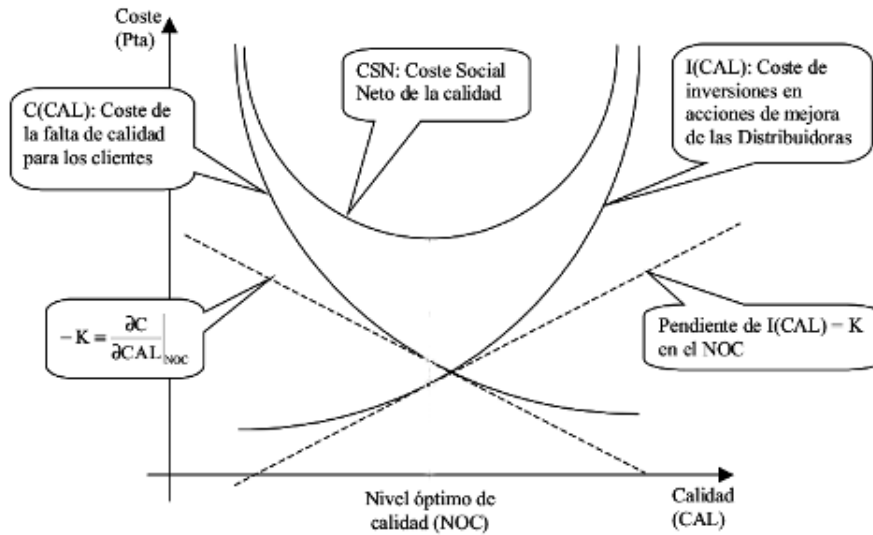 Coste
(Pta)
CSN: Coste Social
Neto de la calidad
I(CAL): Coste de
inversiones en
acciones de mejora
de las Distribuidoras
C(CAL): Coste de
la falta de calidad
para los clientes
− K ≡ ∂C/∂CAL |NOC
Pendiente de I(CAL) = K
en el NOC
Nivel óptimo de
calidad (NOC)
Calidad
(CAL)